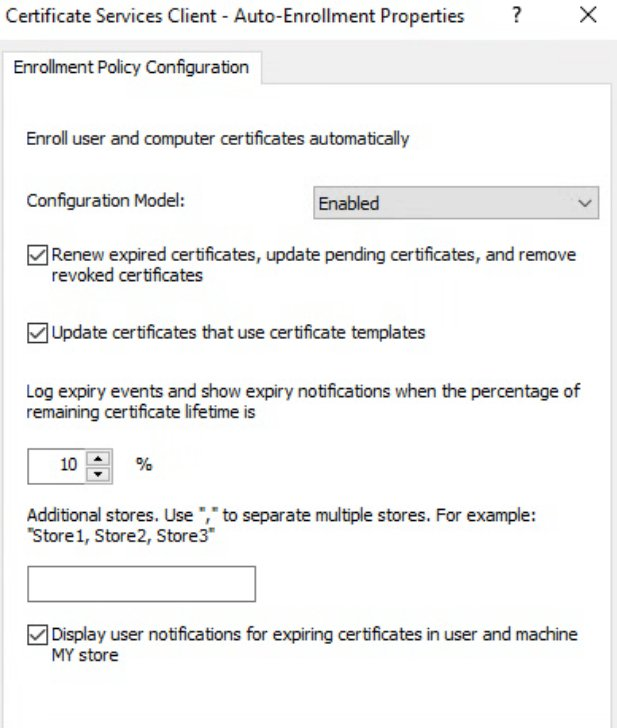 Certificate Services Client - Auto-Enrollment Properties ? ×
Enrollment Policy Configuration
Enroll user and computer certificates automatically
Configuration Model: Enabled
Renew expired certificates, update pending certificates, and remove
revoked certificates
Update certificates that use certificate templates
Log expiry events and show expiry notifications when the percentage of
remaining certificate lifetime is
10 %
Additional stores. Use "," to separate multiple stores. For example:
"Store1, Store2, Store3"
Display user notifications for expiring certificates in user and machine
MY store